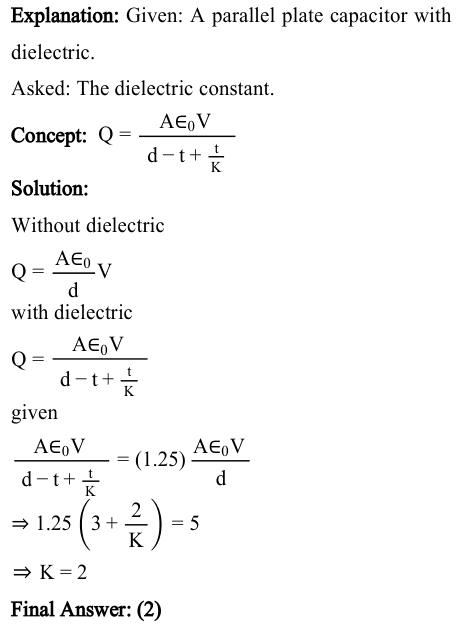 Explanation: Given: A parallel plate capacitor with
dielectric.
Asked: The dielectric constant.
Concept: Q = A∈₀V / (d − t + t/K)
Solution:
Without dielectric
Q = A∈₀/d V
with dielectric
Q = A∈₀V / (d − t + t/K)
given
A∈₀V / (d − t + t/K) = (1.25) A∈₀V / d
⇒ 1.25 (3 + 2/K) = 5
⇒ K = 2
Final Answer: (2)